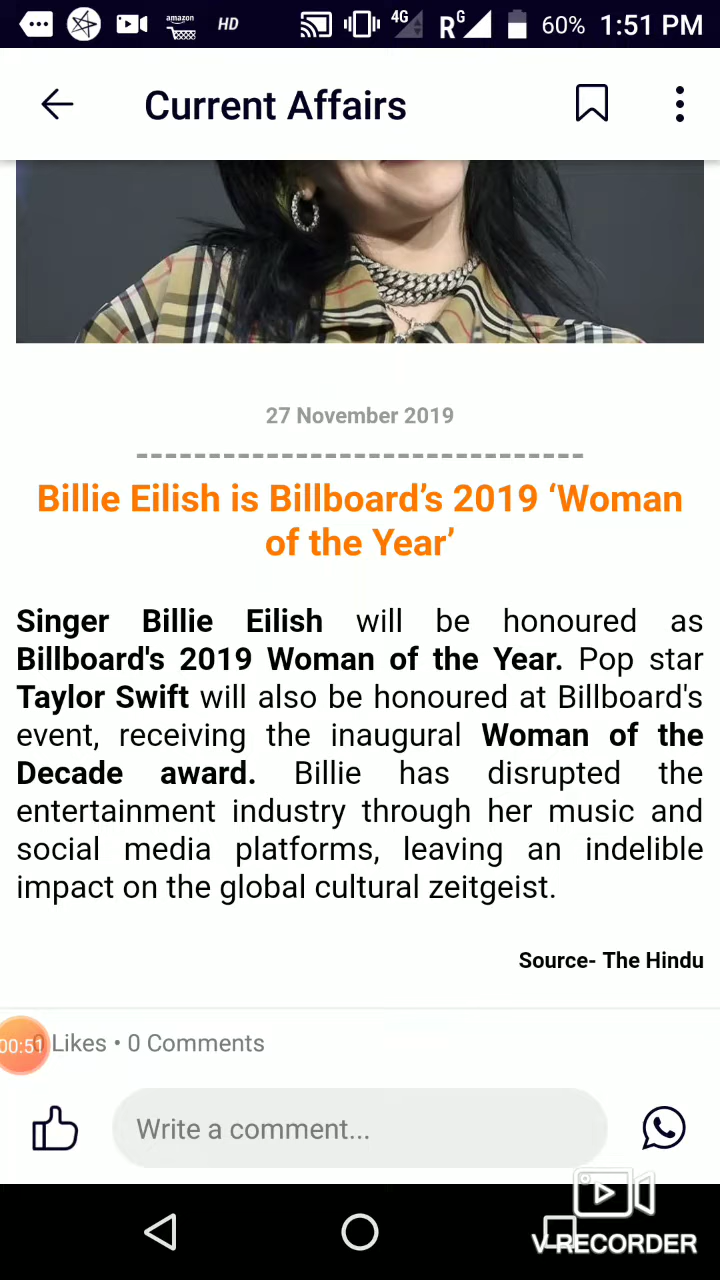 amazon HD 4G R G 60% 1:51 PM
Current Affairs
27 November 2019
-------------------------------
Billie Eilish is Billboard’s 2019 ‘Woman
of the Year’
Singer Billie Eilish will be honoured as
Billboard's 2019 Woman of the Year. Pop star
Taylor Swift will also be honoured at Billboard's
event, receiving the inaugural Woman of the
Decade award. Billie has disrupted the
entertainment industry through her music and
social media platforms, leaving an indelible
impact on the global cultural zeitgeist.
Source- The Hindu
00:51
0 Likes • 0 Comments
Write a comment...
V RECORDER